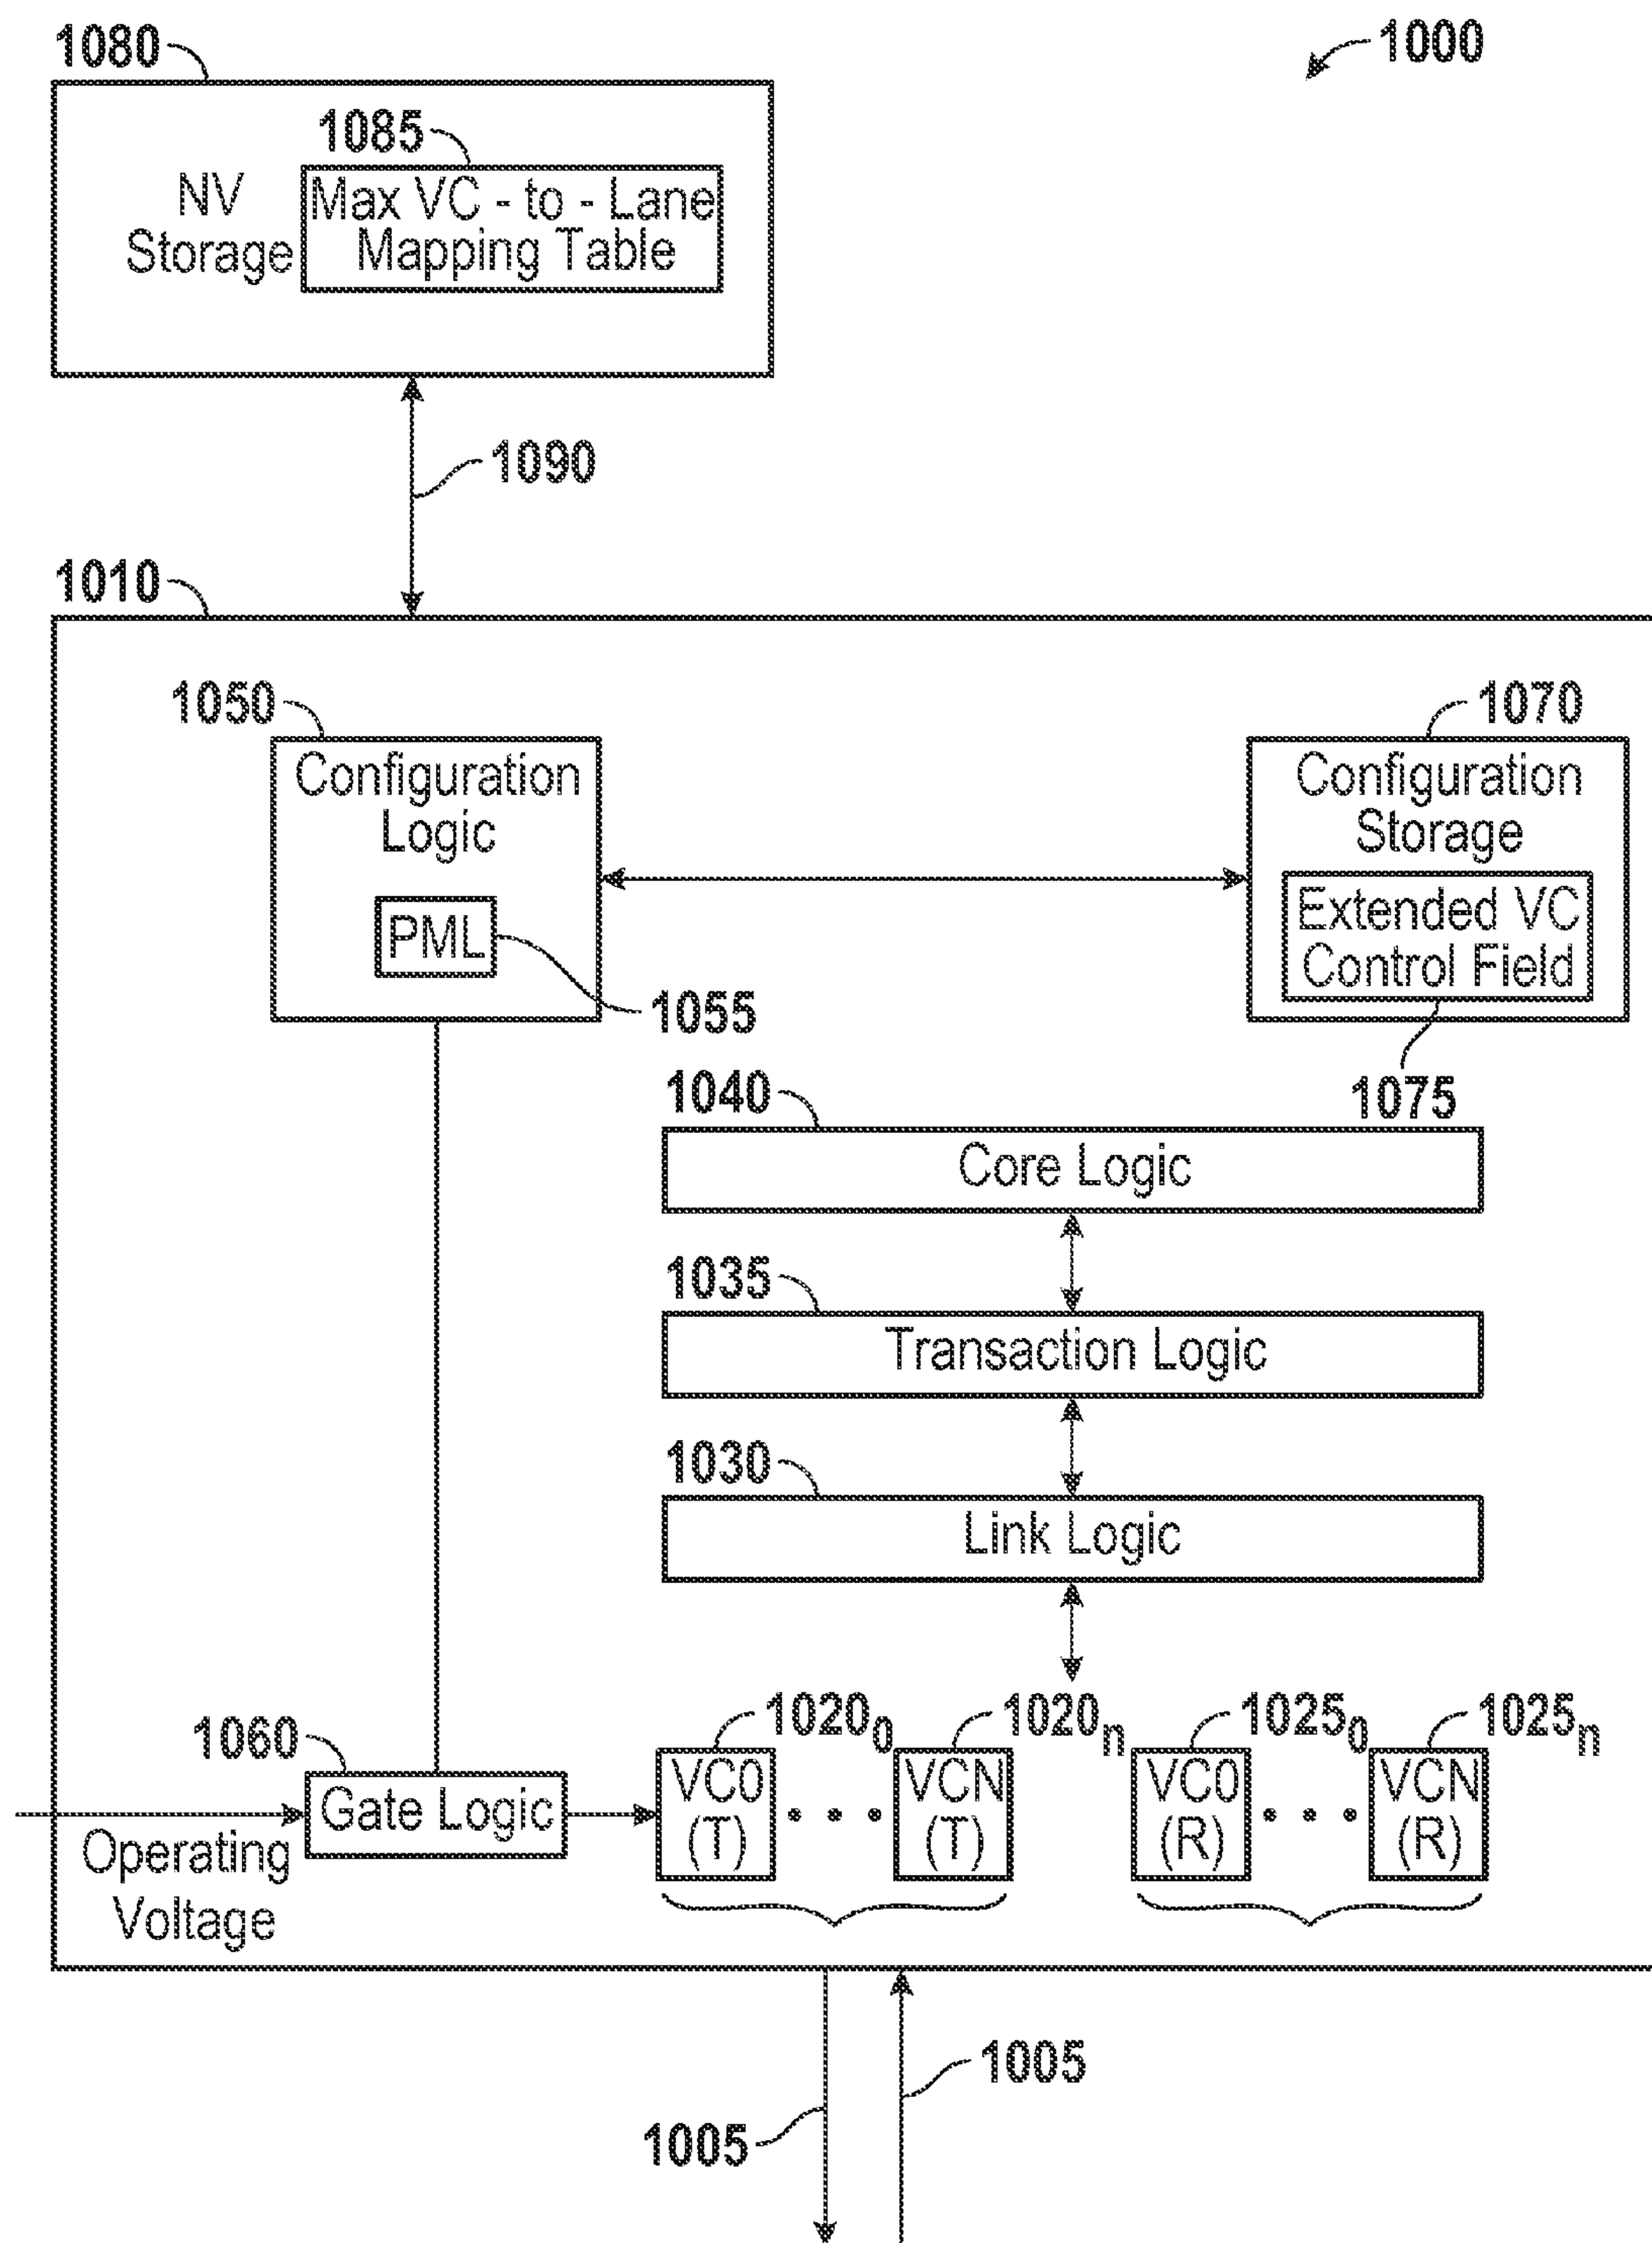 1080
1000
1085
NV
Storage
Max VC - to - Lane
Mapping Table
1090
1010
1050
1070
Configuration
Logic
PML
1055
Configuration
Storage
Extended VC
Control Field
1075
1040
Core Logic
1035
Transaction Logic
1030
Link Logic
1060
1020₀
1020ₙ
1025₀
1025ₙ
Operating
Voltage
Gate Logic
VC0
(T)
VCN
(T)
VC0
(R)
VCN
(R)
1005
1005